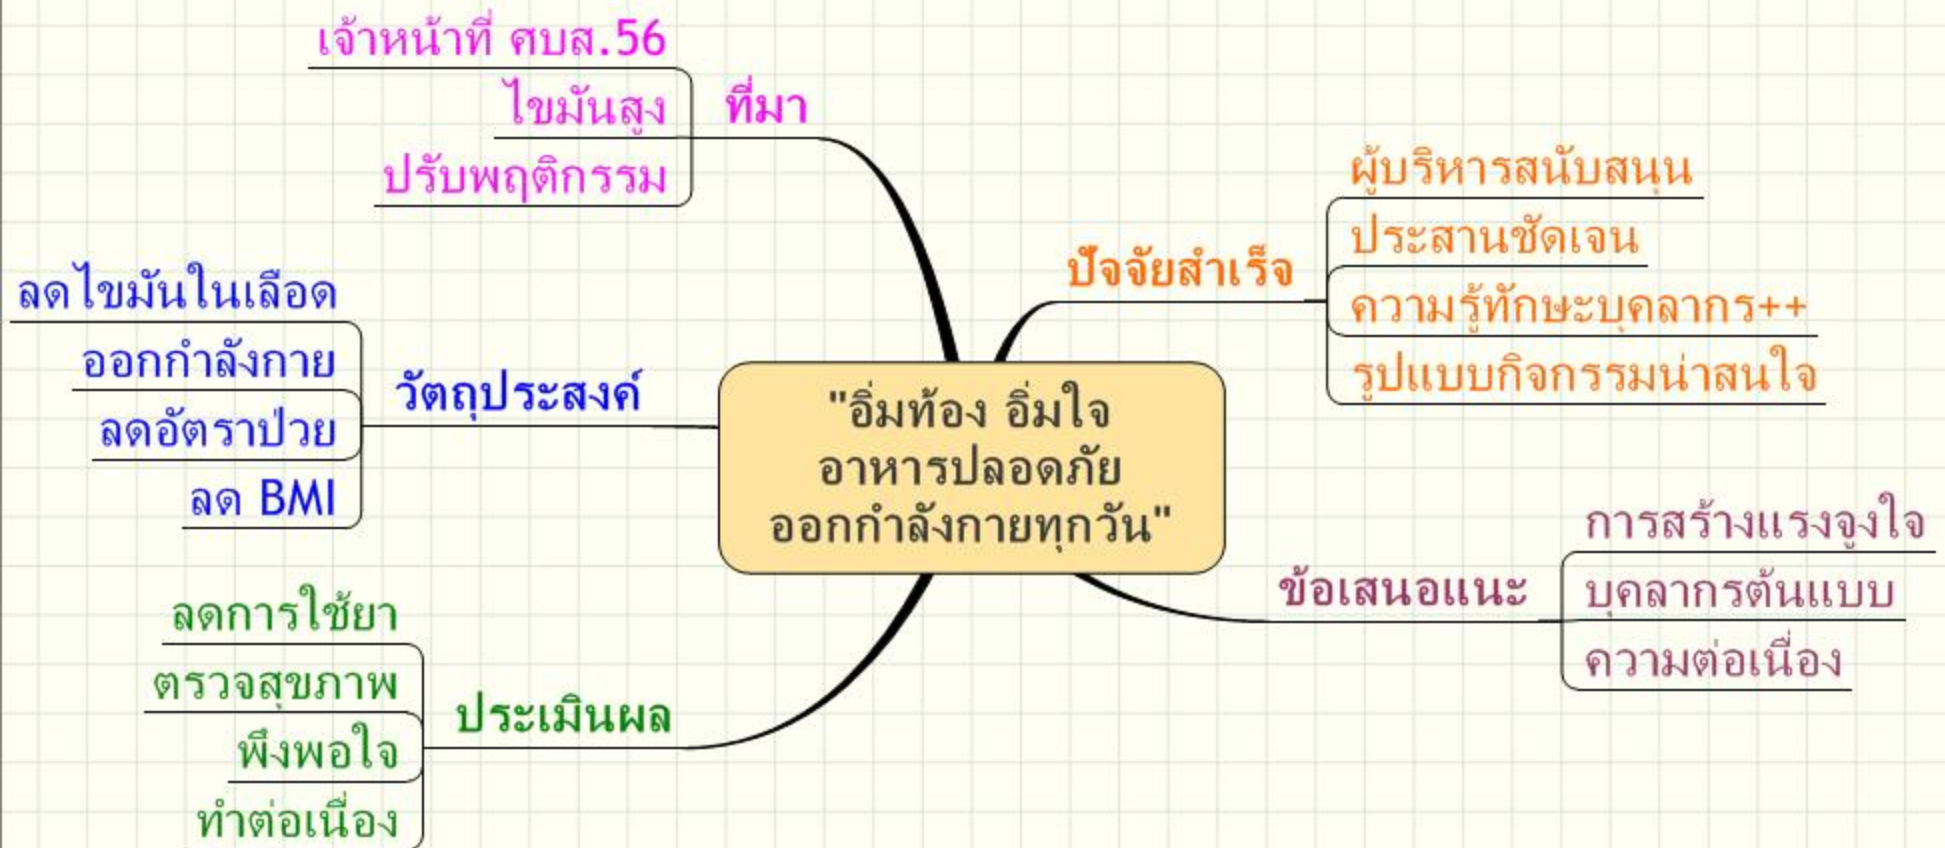 เจ้าหน้าที่ ศบส.56
ไขมันสูง
ปรับพฤติกรรม
ที่มา
ผู้บริหารสนับสนุน
ประสานชัดเจน
ความรู้ทักษะบุคลากร++
รูปแบบกิจกรรมน่าสนใจ
ปัจจัยสำเร็จ
ลดไขมันในเลือด
ออกกำลังกาย
ลดอัตราป่วย
ลด BMI
วัตถุประสงค์
"อิ่มท้อง อิ่มใจ
อาหารปลอดภัย
ออกกำลังกายทุกวัน"
ข้อเสนอแนะ
การสร้างแรงจูงใจ
บุคลากรต้นแบบ
ความต่อเนื่อง
ลดการใช้ยา
ตรวจสุขภาพ
พึงพอใจ
ทำต่อเนื่อง
ประเมินผล